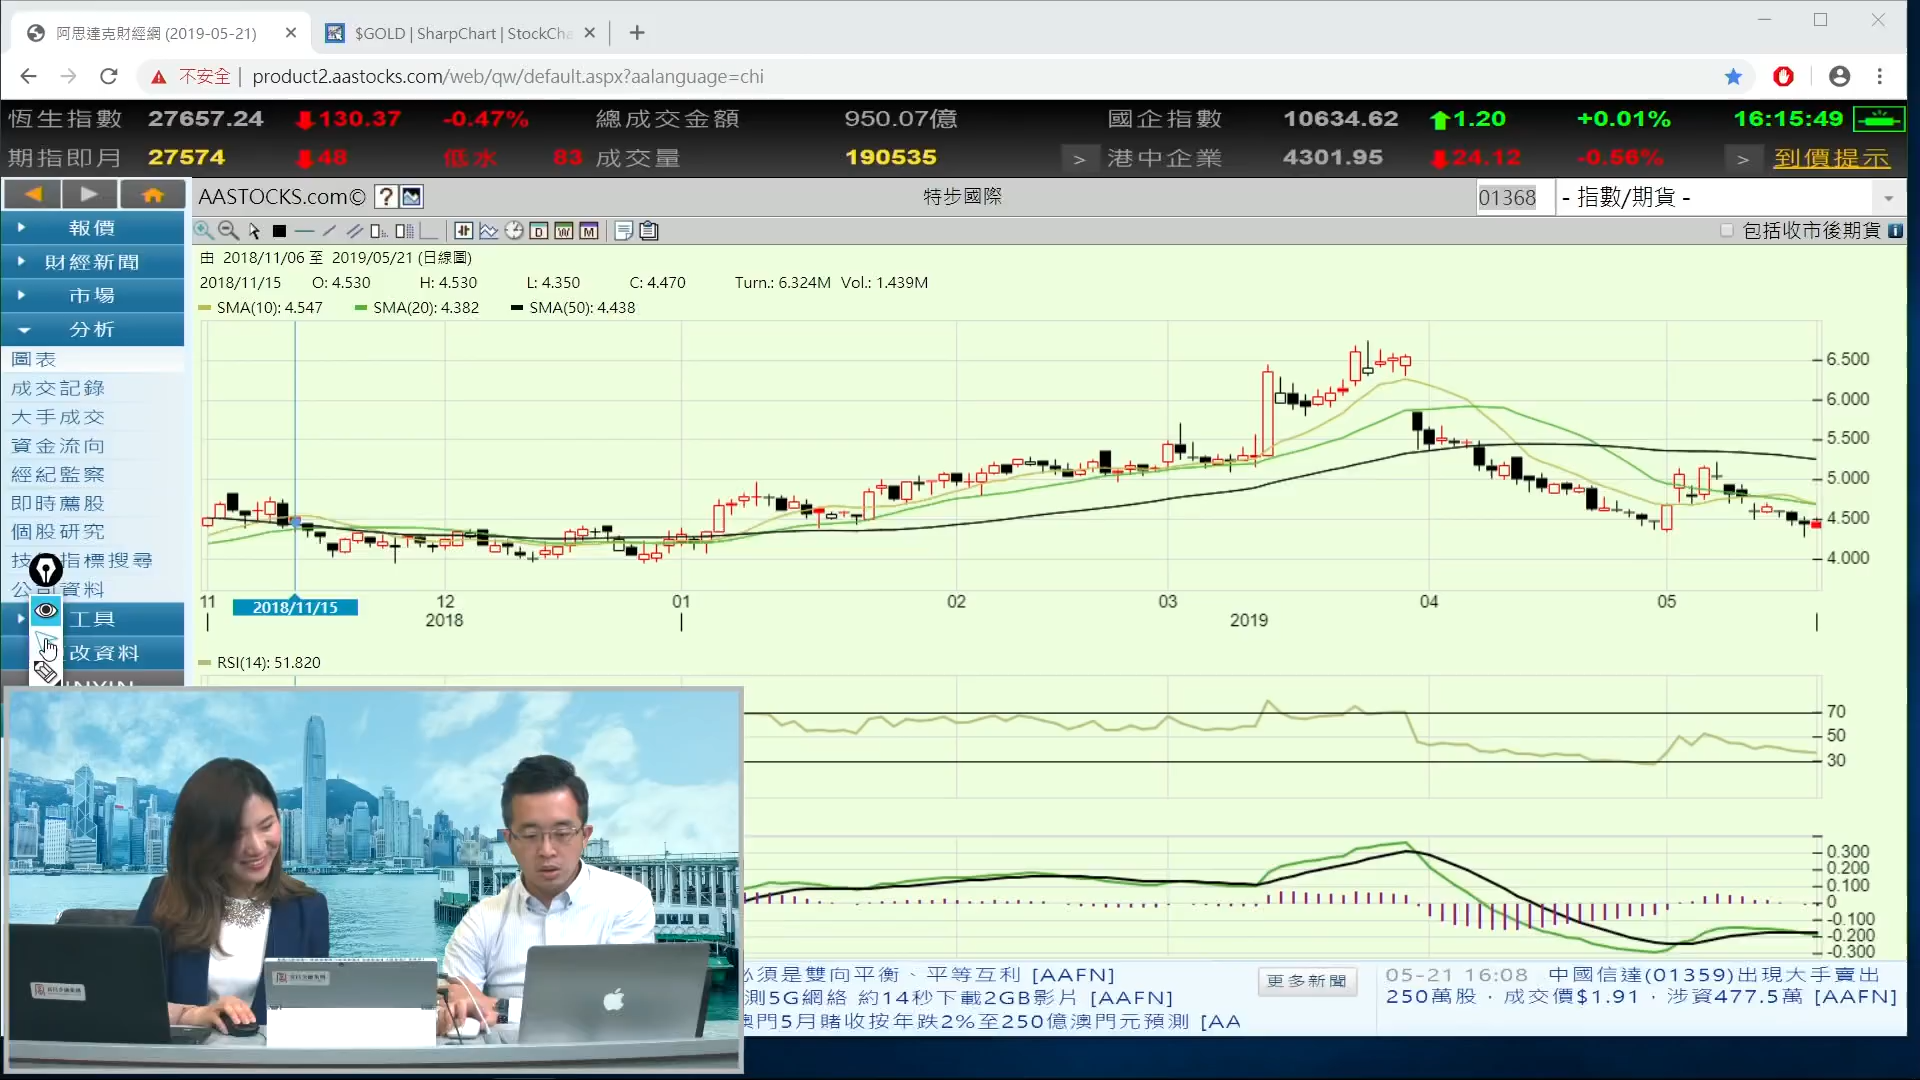 阿思達克財經網 (2019-05-21)
$GOLD | SharpChart | StockCha
不安全 | product2.aastocks.com/web/qw/default.aspx?aalanguage=chi
恆生指數 27657.24 130.37 -0.47% 總成交金額 950.07億 國企指數 10634.62 1.20 +0.01% 16:15:49
期指即月 27574 48 低水 83 成交量 190535 > 港中企業 4301.95 24.12 -0.56% > 到價提示
AASTOCKS.com© ? 特步國際 01368 - 指數/期貨 -
包括收市後期貨 i
D W M
報價
財經新聞
市場
分析
圖表
成交記錄
大手成交
資金流向
經紀監察
即時薦股
個股研究
技 指標搜尋
公司資料
工具
改資料
由 2018/11/06 至 2019/05/21 (日線圖)
2018/11/15 O: 4.530 H: 4.530 L: 4.350 C: 4.470 Turn.: 6.324M Vol.: 1.439M
SMA(10): 4.547 SMA(20): 4.382 SMA(50): 4.438
6.500
6.000
5.500
5.000
4.500
4.000
11 2018/11/15 12 01 02 03 04 05
2018 2019
RSI(14): 51.820
70
50
30
0.300
0.200
0.100
0
-0.100
-0.200
-0.300
必須是雙向平衡、平等互利 [AAFN]
測5G網絡 約14秒下載2GB影片 [AAFN]
澳門5月賭收按年跌2%至250億澳門元預測 [AA
更多新聞
05-21 16:08 中國信達(01359)出現大手賣出
250萬股，成交價$1.91，涉資477.5萬 [AAFN]